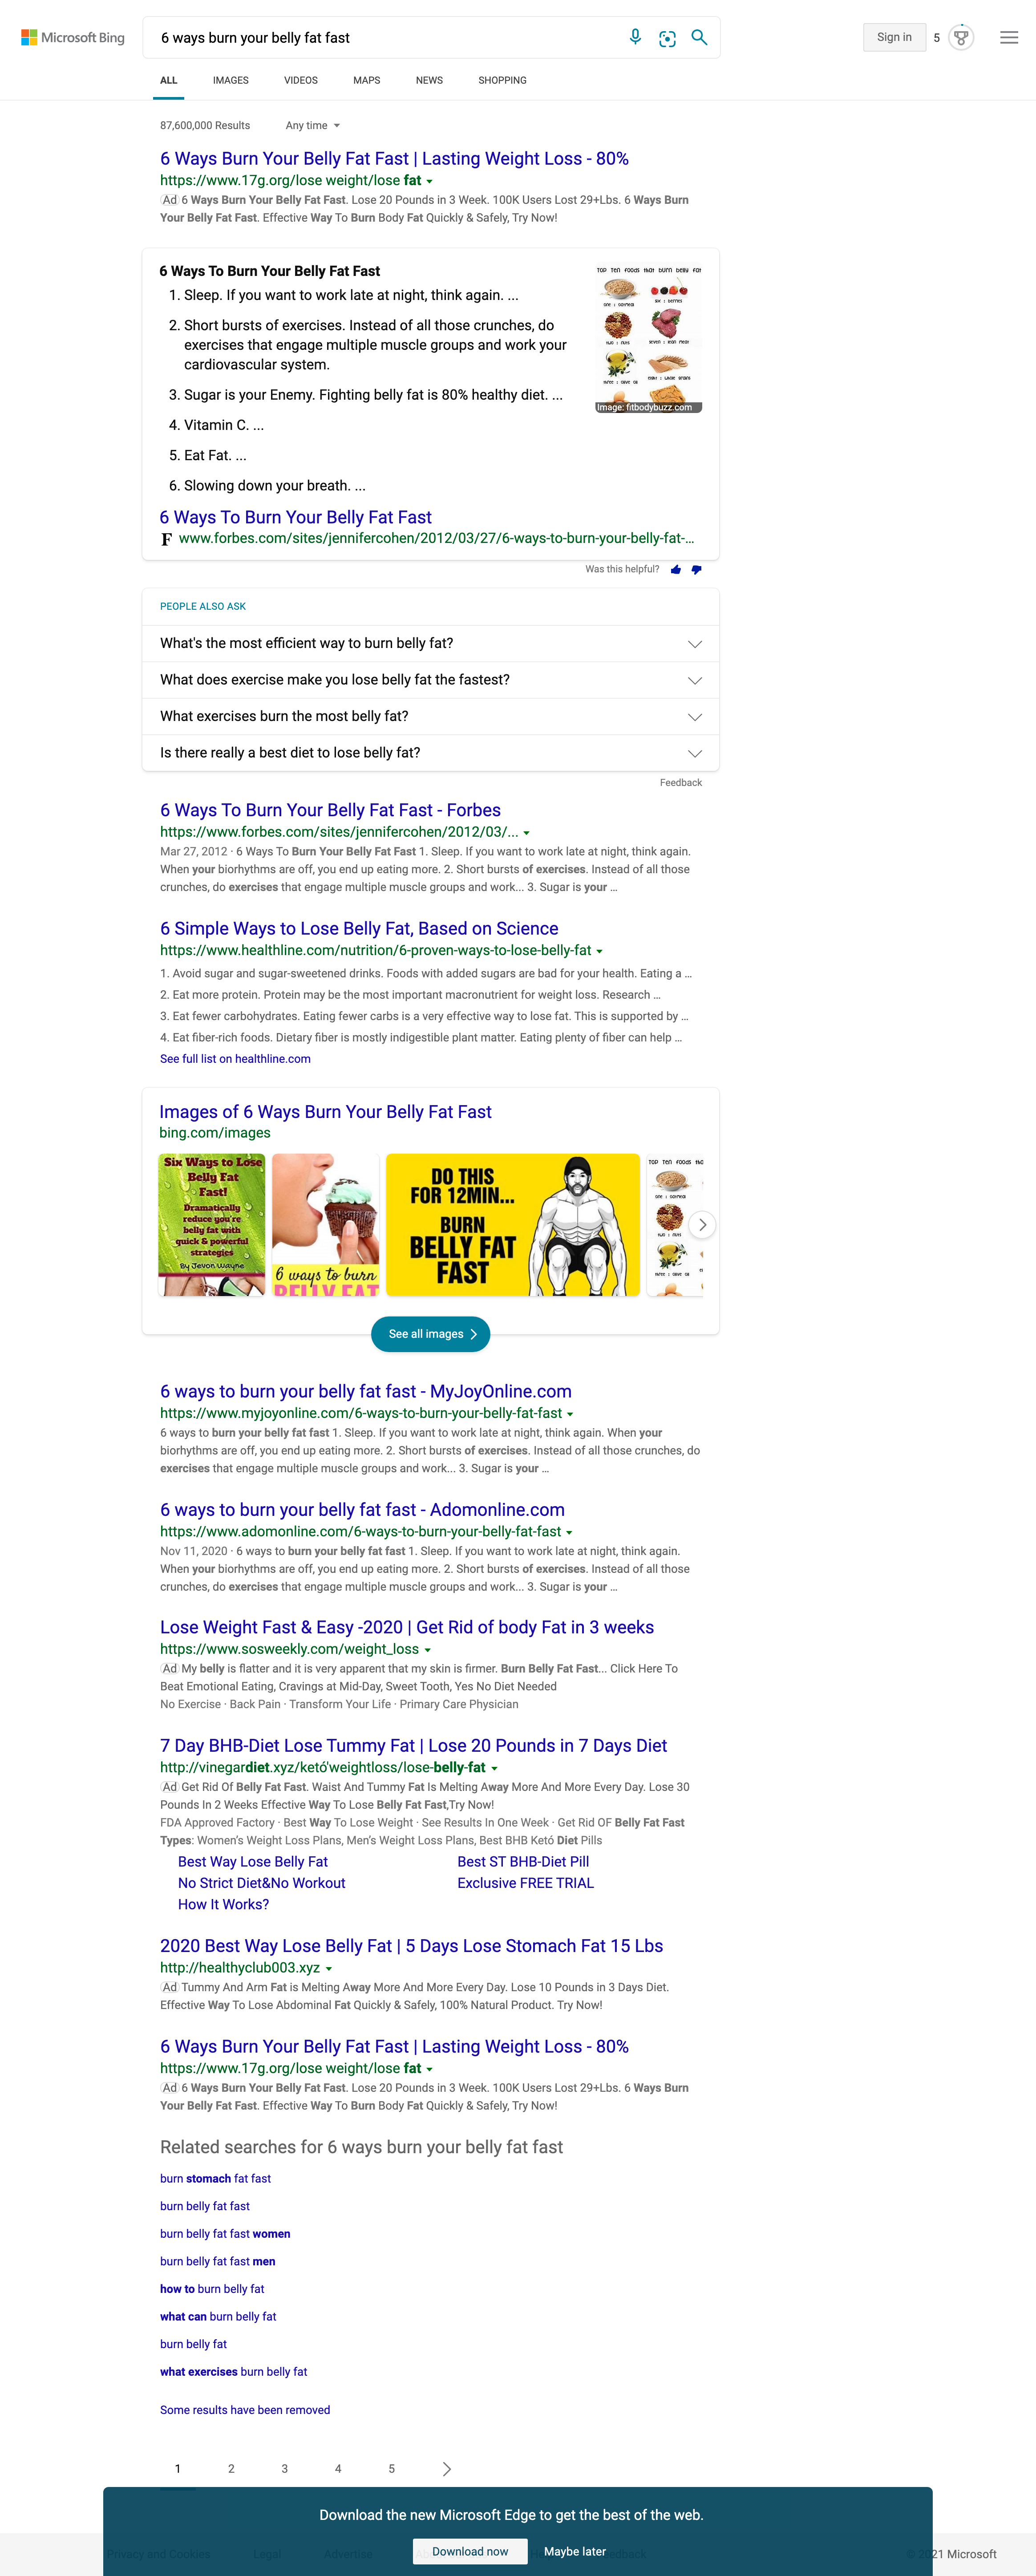 Microsoft Bing
6 ways burn your belly fat fast
Sign in
5
ALL IMAGES VIDEOS MAPS NEWS SHOPPING
87,600,000 Results Any time
6 Ways Burn Your Belly Fat Fast | Lasting Weight Loss - 80%
https://www.17g.org/lose weight/lose fat
Ad 6 Ways Burn Your Belly Fat Fast. Lose 20 Pounds in 3 Week. 100K Users Lost 29+Lbs. 6 Ways Burn
Your Belly Fat Fast. Effective Way To Burn Body Fat Quickly & Safely, Try Now!
6 Ways To Burn Your Belly Fat Fast
1. Sleep. If you want to work late at night, think again. ...
2. Short bursts of exercises. Instead of all those crunches, do
exercises that engage multiple muscle groups and work your
cardiovascular system.
3. Sugar is your Enemy. Fighting belly fat is 80% healthy diet. ...
4. Vitamin C. ...
5. Eat Fat. ...
6. Slowing down your breath. ...
TOP TEN FOODS THAT BURN BELLY FAT
ONE : OATMEAL
SIX : BERRIES
TWO : NUTS
SEVEN : LEAN MEAT
THREE : OLIVE OIL
EIGHT : WHOLE GRAINS
Image: fitbodybuzz.com
6 Ways To Burn Your Belly Fat Fast
F www.forbes.com/sites/jennifercohen/2012/03/27/6-ways-to-burn-your-belly-fat-...
Was this helpful?
PEOPLE ALSO ASK
What's the most efficient way to burn belly fat?
What does exercise make you lose belly fat the fastest?
What exercises burn the most belly fat?
Is there really a best diet to lose belly fat?
Feedback
6 Ways To Burn Your Belly Fat Fast - Forbes
https://www.forbes.com/sites/jennifercohen/2012/03/...
Mar 27, 2012 · 6 Ways To Burn Your Belly Fat Fast 1. Sleep. If you want to work late at night, think again.
When your biorhythms are off, you end up eating more. 2. Short bursts of exercises. Instead of all those
crunches, do exercises that engage multiple muscle groups and work... 3. Sugar is your ...
6 Simple Ways to Lose Belly Fat, Based on Science
https://www.healthline.com/nutrition/6-proven-ways-to-lose-belly-fat
1. Avoid sugar and sugar-sweetened drinks. Foods with added sugars are bad for your health. Eating a ...
2. Eat more protein. Protein may be the most important macronutrient for weight loss. Research ...
3. Eat fewer carbohydrates. Eating fewer carbs is a very effective way to lose fat. This is supported by ...
4. Eat fiber-rich foods. Dietary fiber is mostly indigestible plant matter. Eating plenty of fiber can help ...
See full list on healthline.com
Images of 6 Ways Burn Your Belly Fat Fast
bing.com/images
Six Ways to Lose
Belly Fat
Fast!
Dramatically
reduce you're
belly fat with
quick & powerful
strategies
By Jevon Wayne
6 ways to burn
BELLY FAT
DO THIS
FOR 12MIN...
BURN
BELLY FAT
FAST
TOP TEN FOODS THA
ONE : OATMEAL
TWO : NUTS
THREE : OLIVE OIL
See all images
6 ways to burn your belly fat fast - MyJoyOnline.com
https://www.myjoyonline.com/6-ways-to-burn-your-belly-fat-fast
6 ways to burn your belly fat fast 1. Sleep. If you want to work late at night, think again. When your
biorhythms are off, you end up eating more. 2. Short bursts of exercises. Instead of all those crunches, do
exercises that engage multiple muscle groups and work... 3. Sugar is your ...
6 ways to burn your belly fat fast - Adomonline.com
https://www.adomonline.com/6-ways-to-burn-your-belly-fat-fast
Nov 11, 2020 · 6 ways to burn your belly fat fast 1. Sleep. If you want to work late at night, think again.
When your biorhythms are off, you end up eating more. 2. Short bursts of exercises. Instead of all those
crunches, do exercises that engage multiple muscle groups and work... 3. Sugar is your ...
Lose Weight Fast & Easy -2020 | Get Rid of body Fat in 3 weeks
https://www.sosweekly.com/weight_loss
Ad My belly is flatter and it is very apparent that my skin is firmer. Burn Belly Fat Fast... Click Here To
Beat Emotional Eating, Cravings at Mid-Day, Sweet Tooth, Yes No Diet Needed
No Exercise · Back Pain · Transform Your Life · Primary Care Physician
7 Day BHB-Diet Lose Tummy Fat | Lose 20 Pounds in 7 Days Diet
http://vinegardiet.xyz/ketó'weightloss/lose-belly-fat
Ad Get Rid Of Belly Fat Fast. Waist And Tummy Fat Is Melting Away More And More Every Day. Lose 30
Pounds In 2 Weeks Effective Way To Lose Belly Fat Fast,Try Now!
FDA Approved Factory · Best Way To Lose Weight · See Results In One Week · Get Rid OF Belly Fat Fast
Types: Women's Weight Loss Plans, Men's Weight Loss Plans, Best BHB Ketó Diet Pills
Best Way Lose Belly Fat Best ST BHB-Diet Pill
No Strict Diet&No Workout Exclusive FREE TRIAL
How It Works?
2020 Best Way Lose Belly Fat | 5 Days Lose Stomach Fat 15 Lbs
http://healthyclub003.xyz
Ad Tummy And Arm Fat is Melting Away More And More Every Day. Lose 10 Pounds in 3 Days Diet.
Effective Way To Lose Abdominal Fat Quickly & Safely, 100% Natural Product. Try Now!
6 Ways Burn Your Belly Fat Fast | Lasting Weight Loss - 80%
https://www.17g.org/lose weight/lose fat
Ad 6 Ways Burn Your Belly Fat Fast. Lose 20 Pounds in 3 Week. 100K Users Lost 29+Lbs. 6 Ways Burn
Your Belly Fat Fast. Effective Way To Burn Body Fat Quickly & Safely, Try Now!
Related searches for 6 ways burn your belly fat fast
burn stomach fat fast
burn belly fat fast
burn belly fat fast women
burn belly fat fast men
how to burn belly fat
what can burn belly fat
burn belly fat
what exercises burn belly fat
Some results have been removed
1 2 3 4 5
Download the new Microsoft Edge to get the best of the web.
Download now Maybe later
Privacy and Cookies Legal Advertise
© 2021 Microsoft